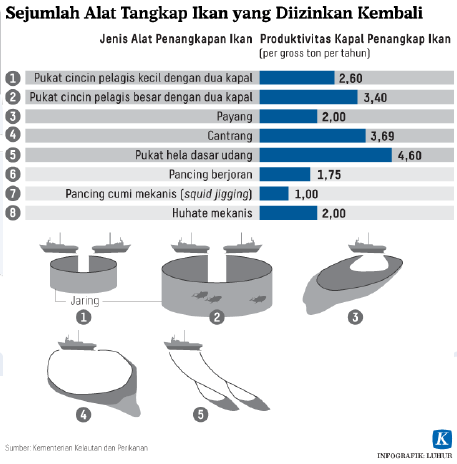 Sejumlah Alat Tangkap Ikan yang Diizinkan Kembali
Jenis Alat Penangkapan Ikan
Produktivitas Kapal Penangkap Ikan
(per gross ton per tahun)
1 Pukat cincin pelagis kecil dengan dua kapal 2,60
2 Pukat cincin pelagis besar dengan dua kapal 3,40
3 Payang 2,00
4 Cantrang 3,69
5 Pukat hela dasar udang 4,60
6 Pancing berjoran 1,75
7 Pancing cumi mekanis (squid jigging) 1,00
8 Huhate mekanis 2,00
Jaring
1
2
3
4
5
Sumber: Kementerian Kelautan dan Perikanan
K
INFOGRAFIK: LUHUR